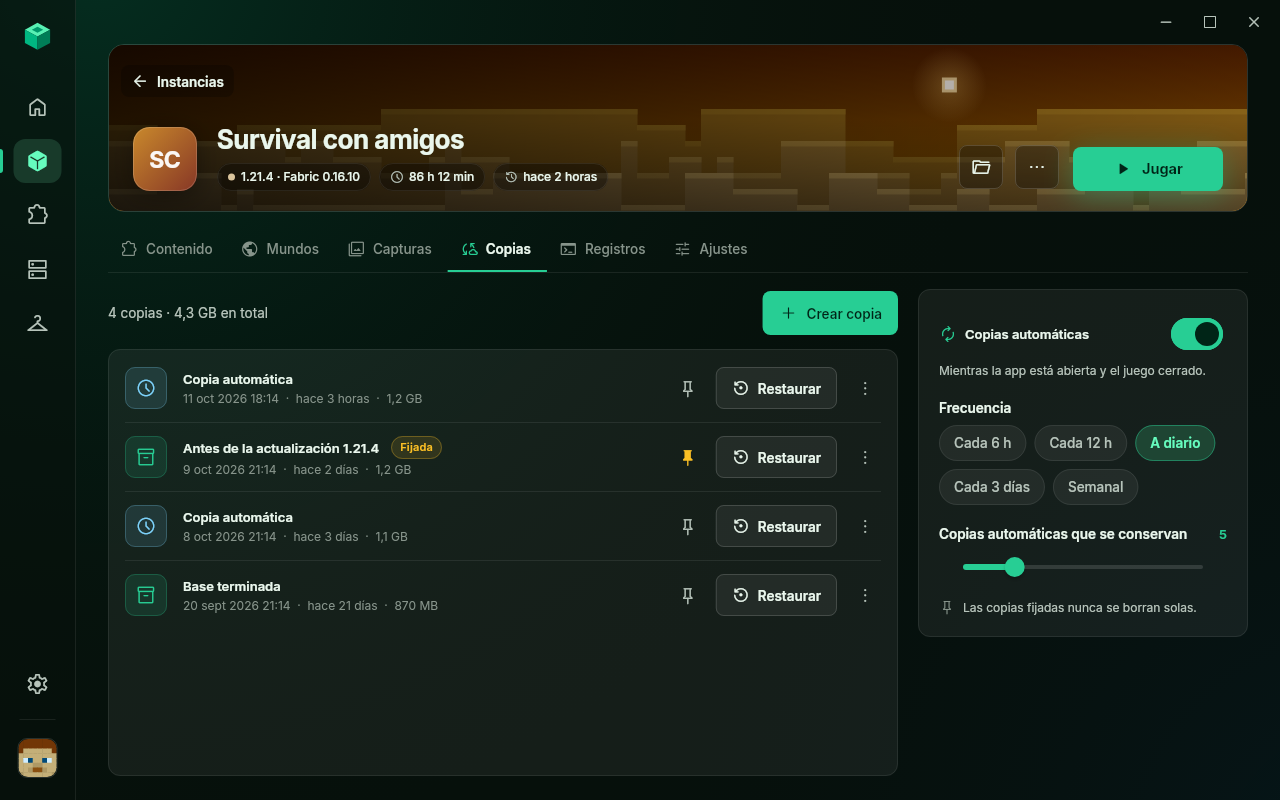 Instancias
SC
Survival con amigos
1.21.4 · Fabric 0.16.10
86 h 12 min
hace 2 horas
Jugar
Contenido
Mundos
Capturas
Copias
Registros
Ajustes
4 copias · 4,3 GB en total
Crear copia
Copia automática
11 oct 2026 18:14 · hace 3 horas · 1,2 GB
Restaurar
Antes de la actualización 1.21.4
Fijada
9 oct 2026 21:14 · hace 2 días · 1,2 GB
Restaurar
Copia automática
8 oct 2026 21:14 · hace 3 días · 1,1 GB
Restaurar
Base terminada
20 sept 2026 21:14 · hace 21 días · 870 MB
Restaurar
Copias automáticas
Mientras la app está abierta y el juego cerrado.
Frecuencia
Cada 6 h
Cada 12 h
A diario
Cada 3 días
Semanal
Copias automáticas que se conservan
5
Las copias fijadas nunca se borran solas.